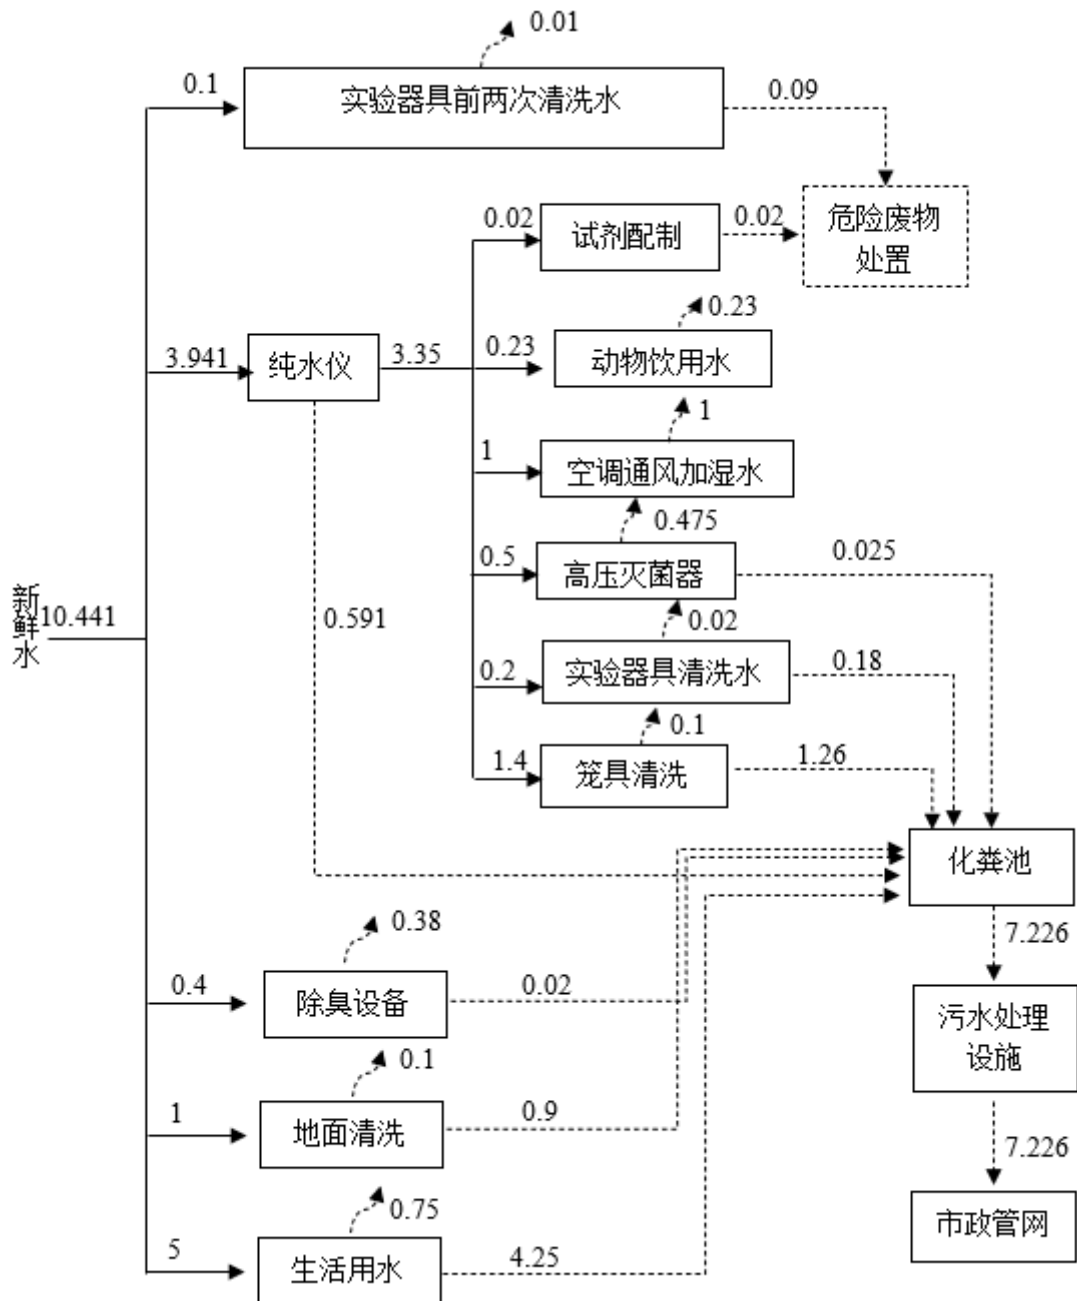 0.01
0.1
实验器具前两次清洗水
0.09
0.02
试剂配制
0.02
危险废物
处置
0.23
3.941
纯水仪
3.35
0.23
动物饮用水
1
1
空调通风加湿水
0.475
0.5
高压灭菌器
0.025
新鲜水
10.441
0.591
0.02
0.2
实验器具清洗水
0.18
0.1
1.4
笼具清洗
1.26
化粪池
0.38
7.226
0.4
除臭设备
0.02
污水处理
设施
0.1
1
地面清洗
0.9
7.226
0.75
市政管网
5
生活用水
4.25